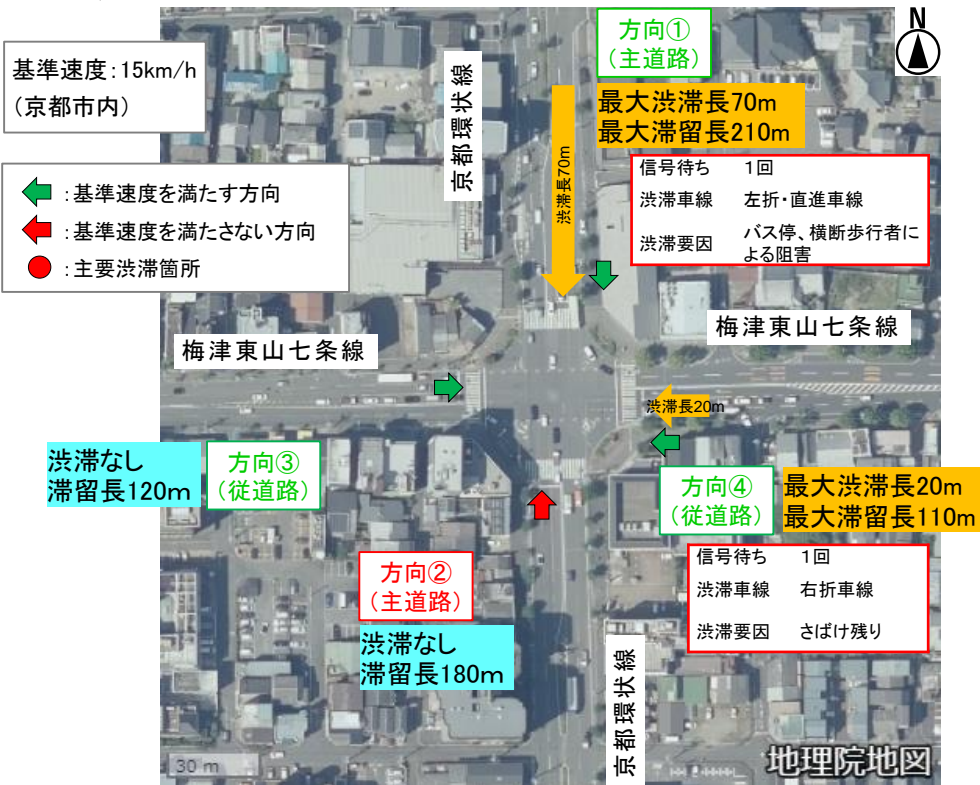 基準速度：15km/h
（京都市内）
：基準速度を満たす方向
：基準速度を満たさない方向
：主要渋滞箇所
京都環状線
方向①
（主道路）
N
最大渋滞長70m
最大滞留長210m
渋滞長70m
信号待ち　1回
渋滞車線　左折・直進車線
渋滞要因　バス停、横断歩行者に
よる阻害
梅津東山七条線
梅津東山七条線
渋滞長20m
渋滞なし
滞留長120ｍ
方向③
（従道路）
方向④
（従道路）
最大渋滞長20m
最大滞留長110m
信号待ち　1回
渋滞車線　右折車線
渋滞要因　さばけ残り
方向②
（主道路）
渋滞なし
滞留長180ｍ
京都環状線
30 m
地理院地図